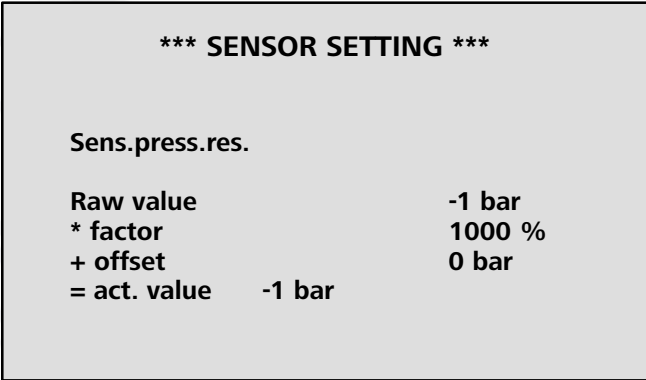 *** SENSOR SETTING ***
Sens.press.res.
Raw value -1 bar
* factor 1000 %
+ offset 0 bar
= act. value -1 bar